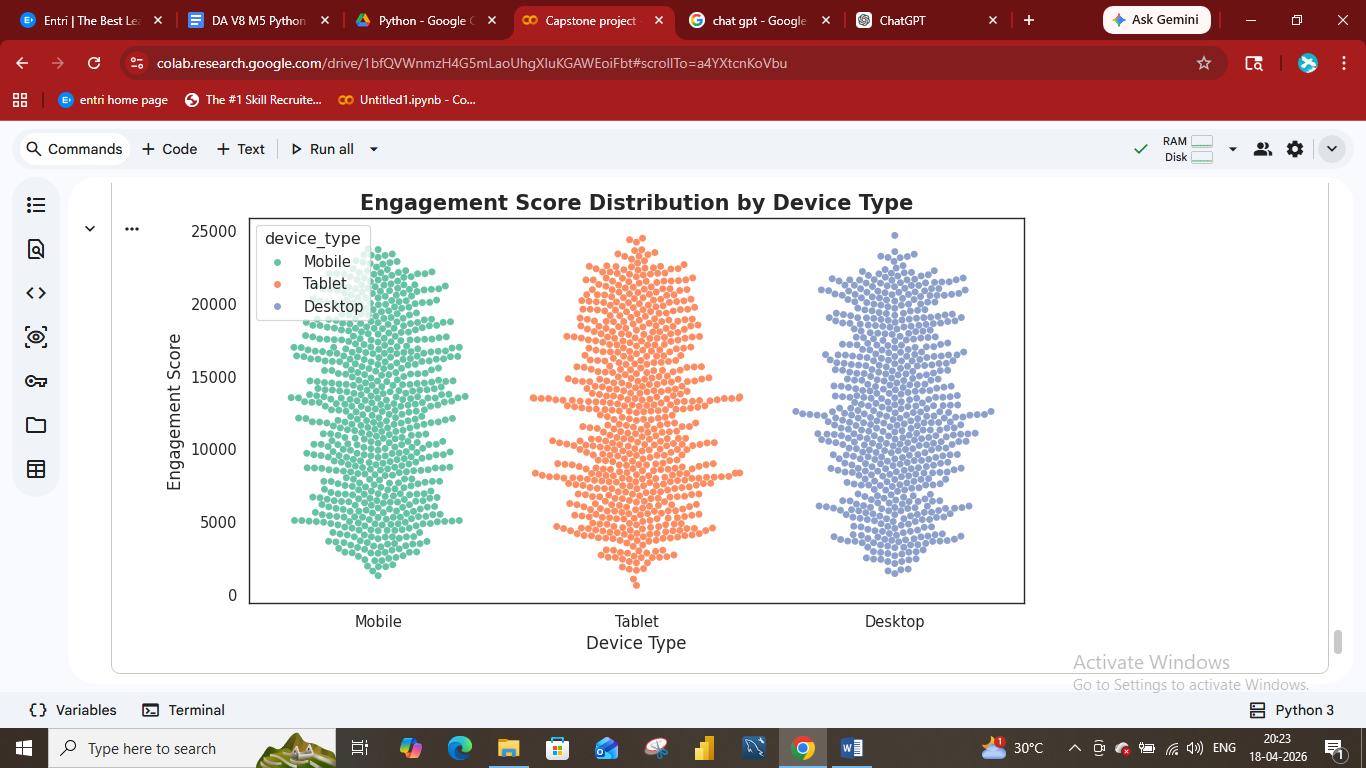 Entri | The Best Lea
DA V8 M5 Python
Python - Google C
Capstone project -
chat gpt - Google
ChatGPT
Ask Gemini
colab.research.google.com/drive/1bfQVWnmzH4G5mLaoUhgXluKGAWEoiFbt#scrollTo=a4YXtcnKoVbu
entri home page
The #1 Skill Recruite...
Untitled1.ipynb - Co...
Commands
+ Code
+ Text
Run all
RAM
Disk
Engagement Score Distribution by Device Type
device_type
Mobile
Tablet
Desktop
25000
20000
15000
10000
5000
0
Engagement Score
Mobile Tablet Desktop
Device Type
Activate Windows
Go to Settings to activate Windows.
{} Variables
Terminal
Python 3
Type here to search
30°C
ENG
20:23
18-04-2026